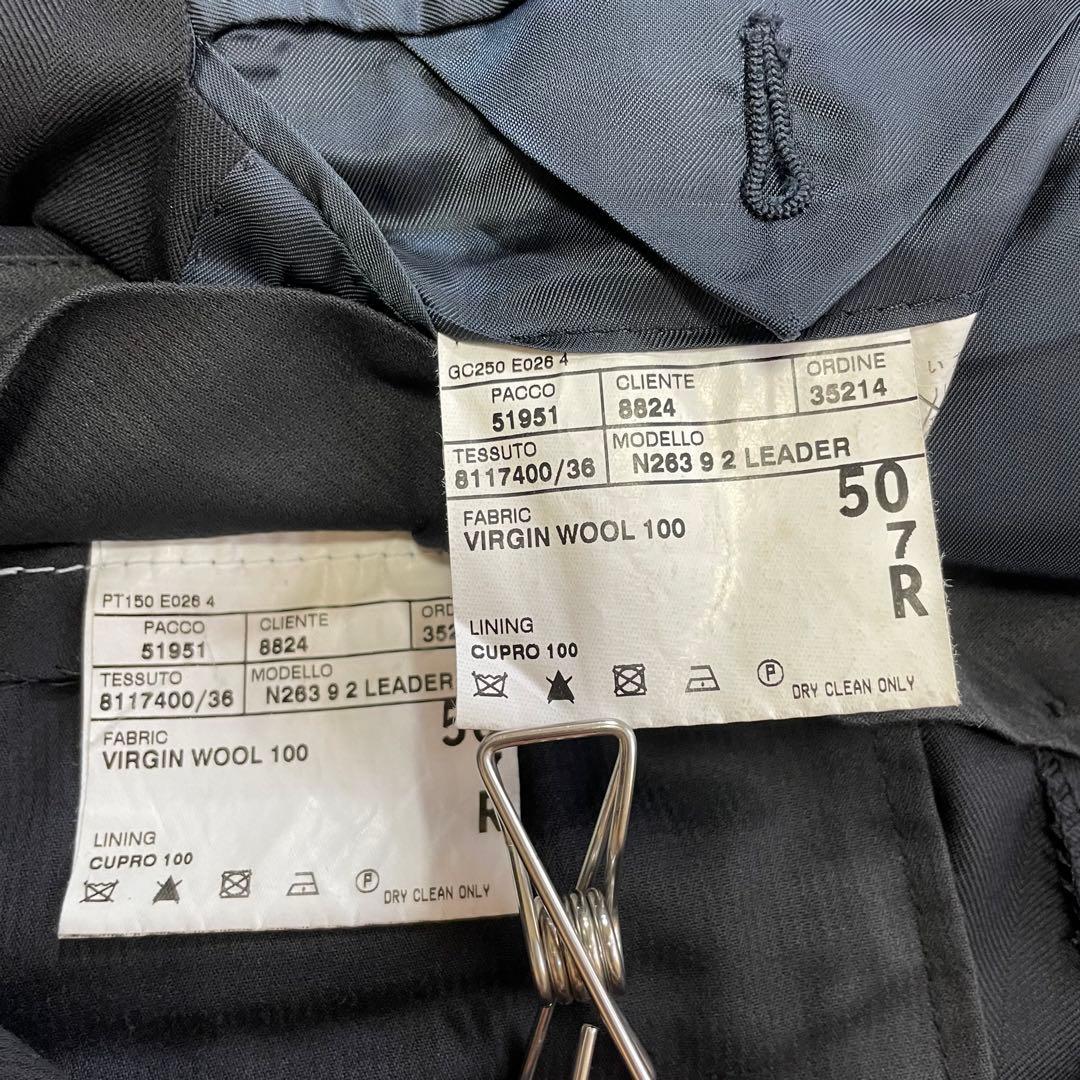 GC250 E026 4
PACCO CLIENTE ORDINE
51951 8824 35214
TESSUTO MODELLO
8117400/36 N263 9 2 LEADER
50
7
R
FABRIC
VIRGIN WOOL 100
LINING
CUPRO 100
P
DRY CLEAN ONLY
PT150 E026 4
PACCO CLIENTE
51951 8824
TESSUTO MODELLO
8117400/36 N263 9 2 LEADER
FABRIC
VIRGIN WOOL 100
R
LINING
CUPRO 100
P
DRY CLEAN ONLY